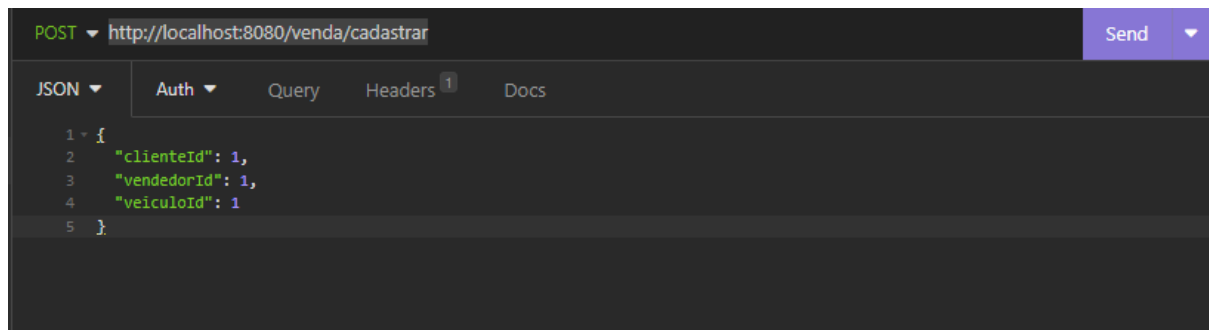 POST http://localhost:8080/venda/cadastrar Send
JSON Auth Query Headers 1 Docs
1 {
2 "clienteId": 1,
3 "vendedorId": 1,
4 "veiculoId": 1
5 }